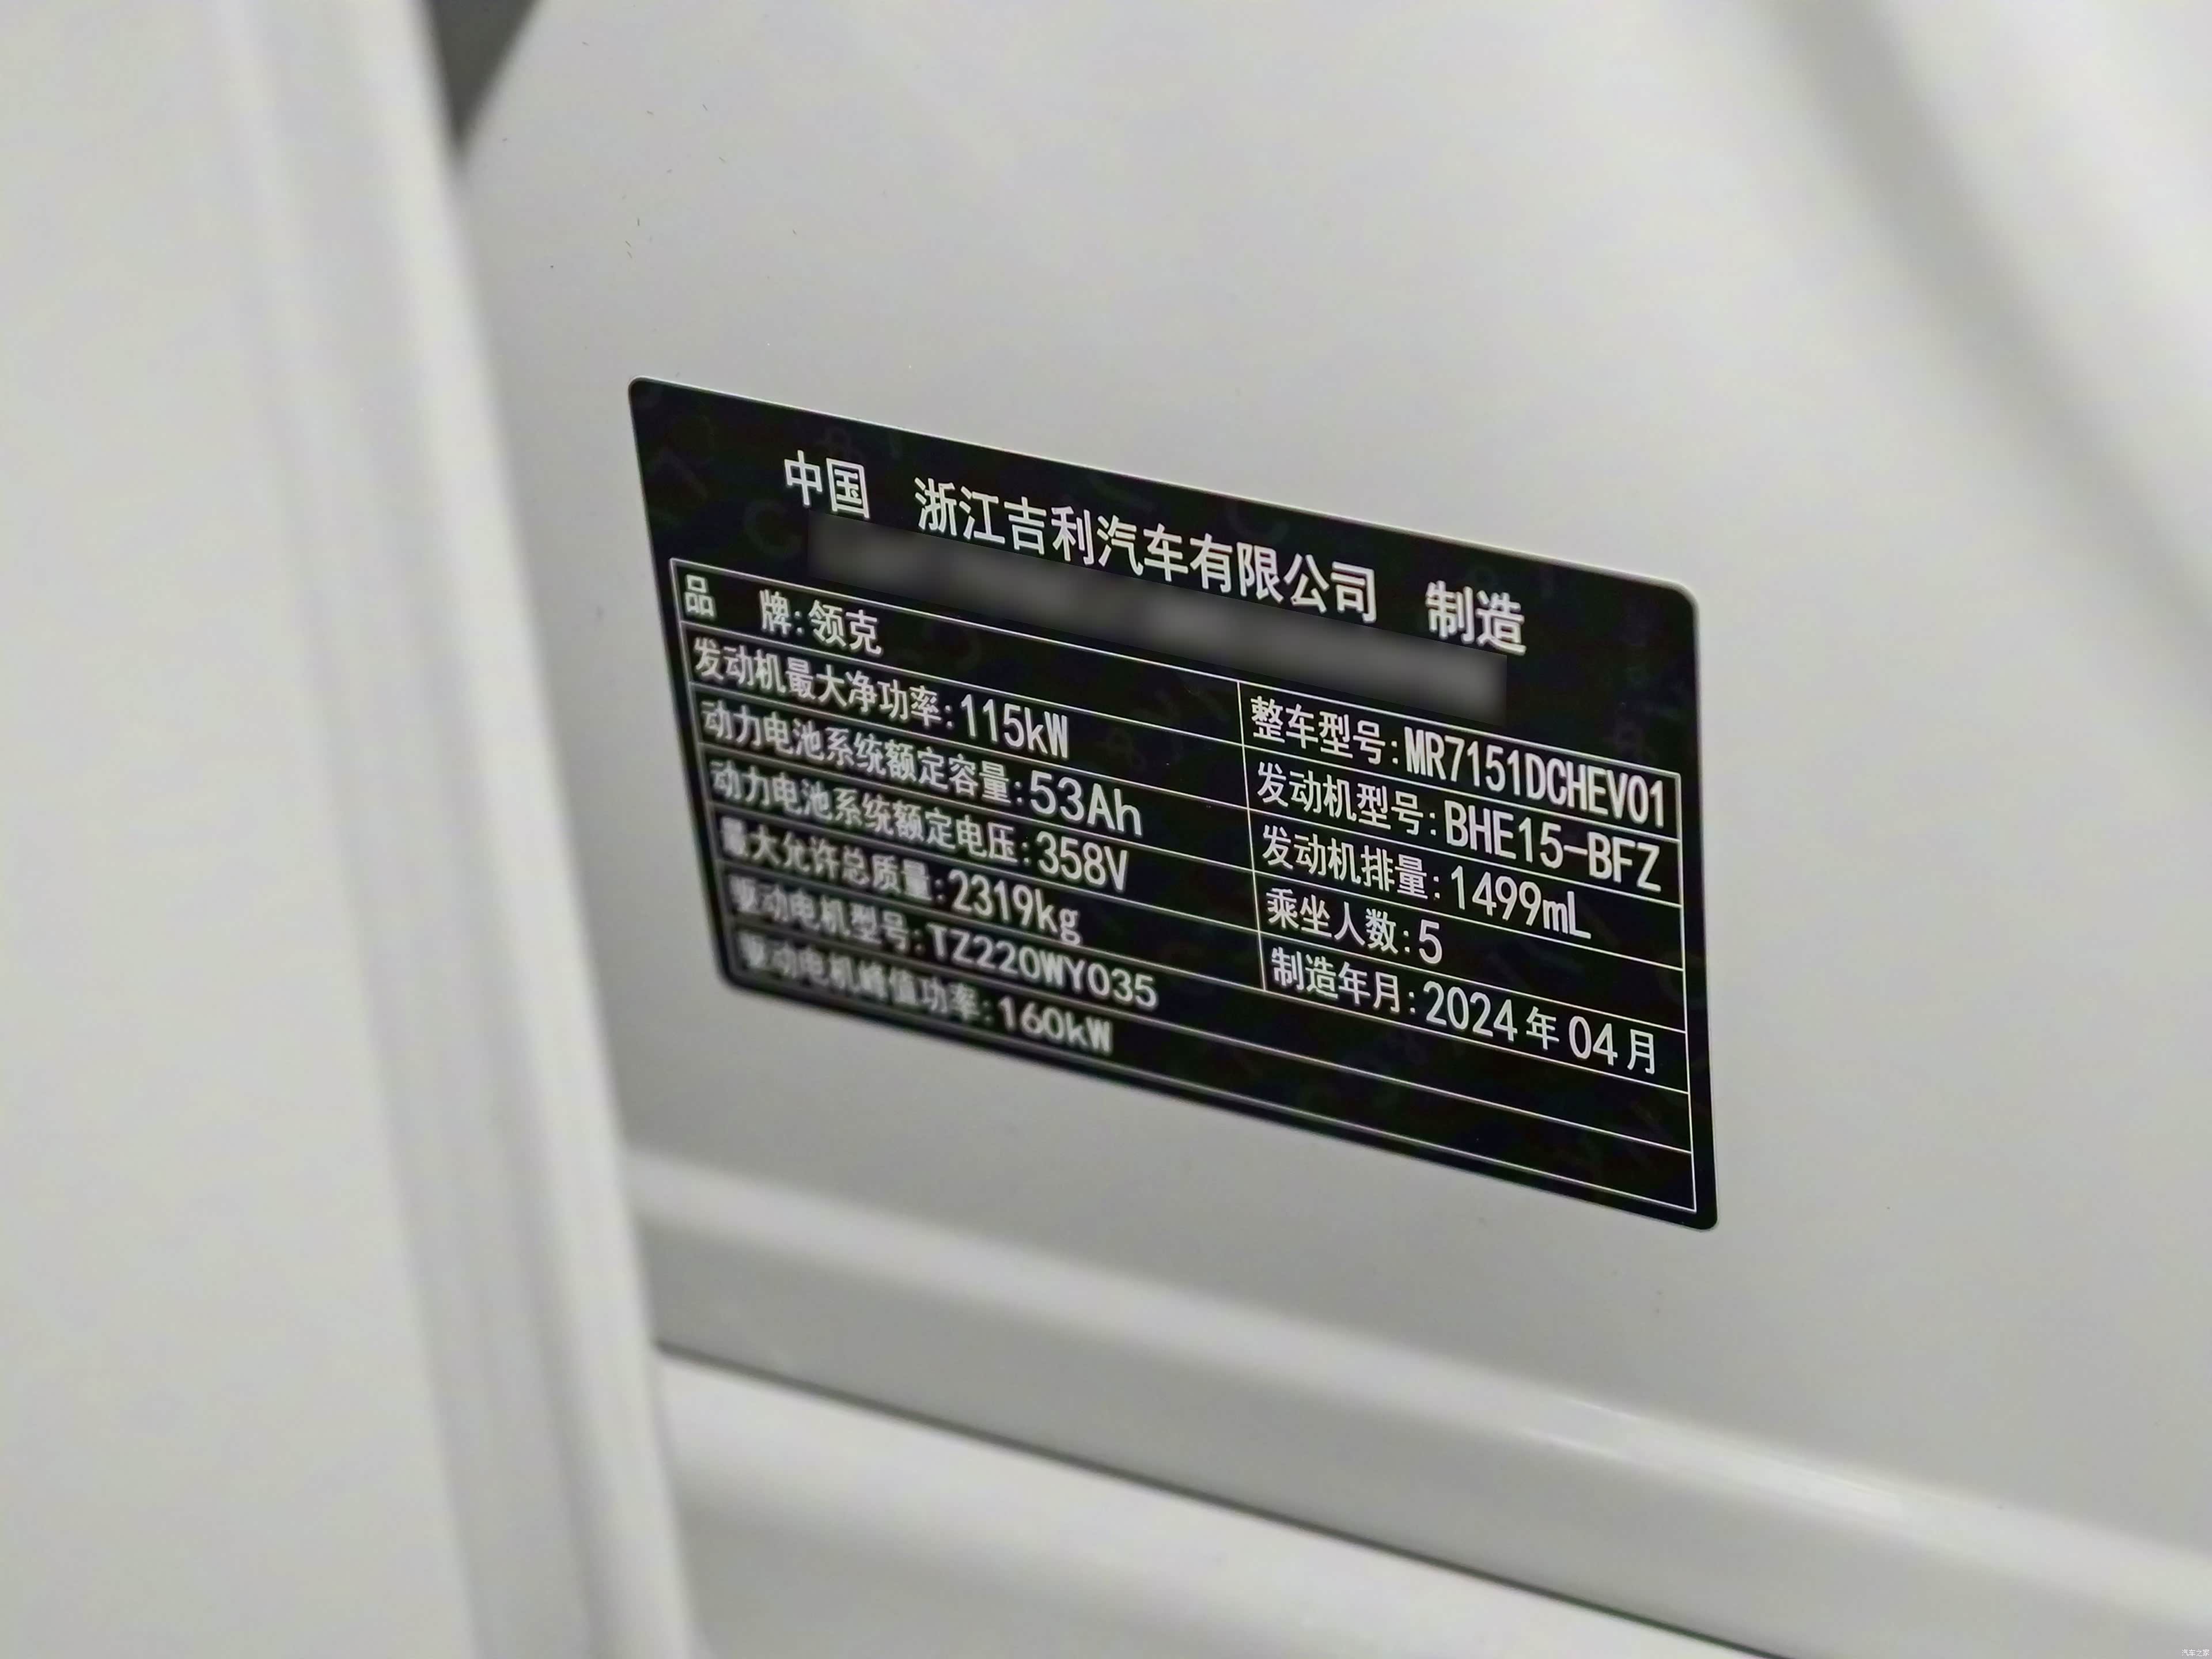 中国 浙江吉利汽车有限公司 制造
品 牌:领克 整车型号:MR7151DCHEV01
发动机最大净功率:115kW 发动机型号:BHE15-BFZ
动力电池系统额定容量:53Ah 发动机排量:1499mL
动力电池系统额定电压:358V 乘坐人数:5
最大允许总质量:2319kg 制造年月:2024年04月
驱动电机型号:TZ220WY035
驱动电机峰值功率:160kW
汽车之家